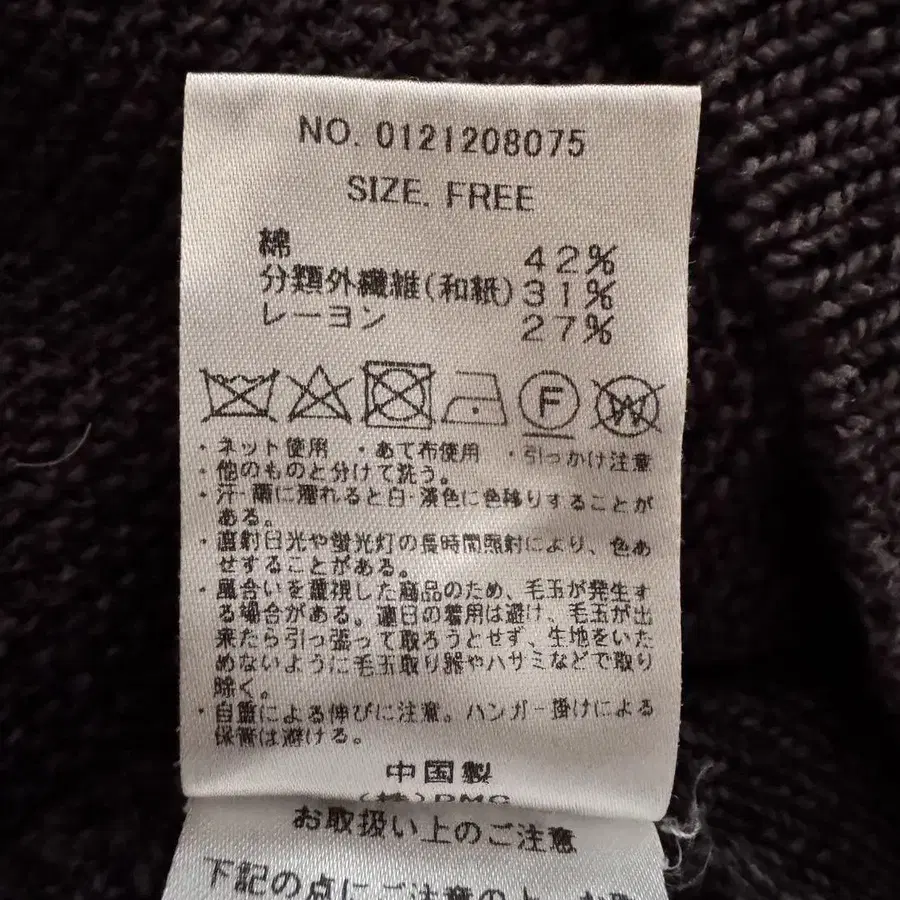 NO. 0121208075
SIZE. FREE
綿 42%
分類外繊維(和紙) 31%
レーヨン 27%
F
W
・ネット使用 ・あて布使用 ・引っかけ注意
・他のものと分けて洗う。
・汗・雨に濡れると白・淡色に色移りすることが
ある。
・直射日光や蛍光灯の長時間照射により、色あ
せすることがある。
・風合いを重視した商品のため、毛玉が発生す
る場合がある。連日の着用は避け、毛玉が出
来たら引っ張って取ろうとせず、生地をいた
めないように毛玉取り器やハサミなどで取り
除く。
・自重による伸びに注意。ハンガー掛けによる
保管は避ける。
中国製
お取扱い上のご注意
下記の点にご注意の上